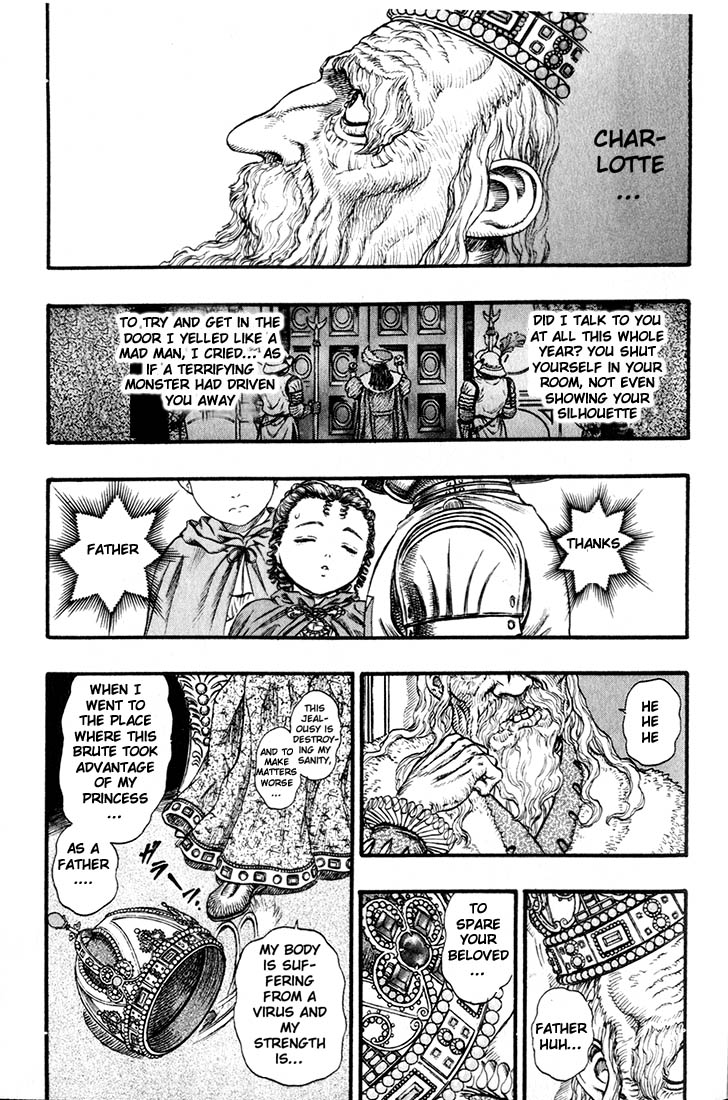 CHAR-
LOTTE
...
DID I TALK TO YOU
AT ALL THIS WHOLE
YEAR? YOU SHUT
YOURSELF IN YOUR
ROOM, NOT EVEN
SHOWING YOUR
SILHOUETTE
TO TRY AND GET IN THE
DOOR I YELLED LIKE A
MAD MAN, I CRIED... AS
IF A TERRIFYING
MONSTER HAD DRIVEN
YOU AWAY
THANKS
FATHER
HE
HE
HE
FATHER
HUH...
TO
SPARE
YOUR
BELOVED
...
THIS
JEAL-
OUSY IS
DESTROY-
ING MY
SANITY,
AND TO
MAKE
MATTERS
WORSE
...
WHEN I
WENT TO
THE PLACE
WHERE THIS
BRUTE TOOK
ADVANTAGE
OF MY
PRINCESS
...
AS A
FATHER
....
ガラーン
MY BODY
IS SUF-
FERING
FROM A
VIRUS AND
MY
STRENGTH
IS...